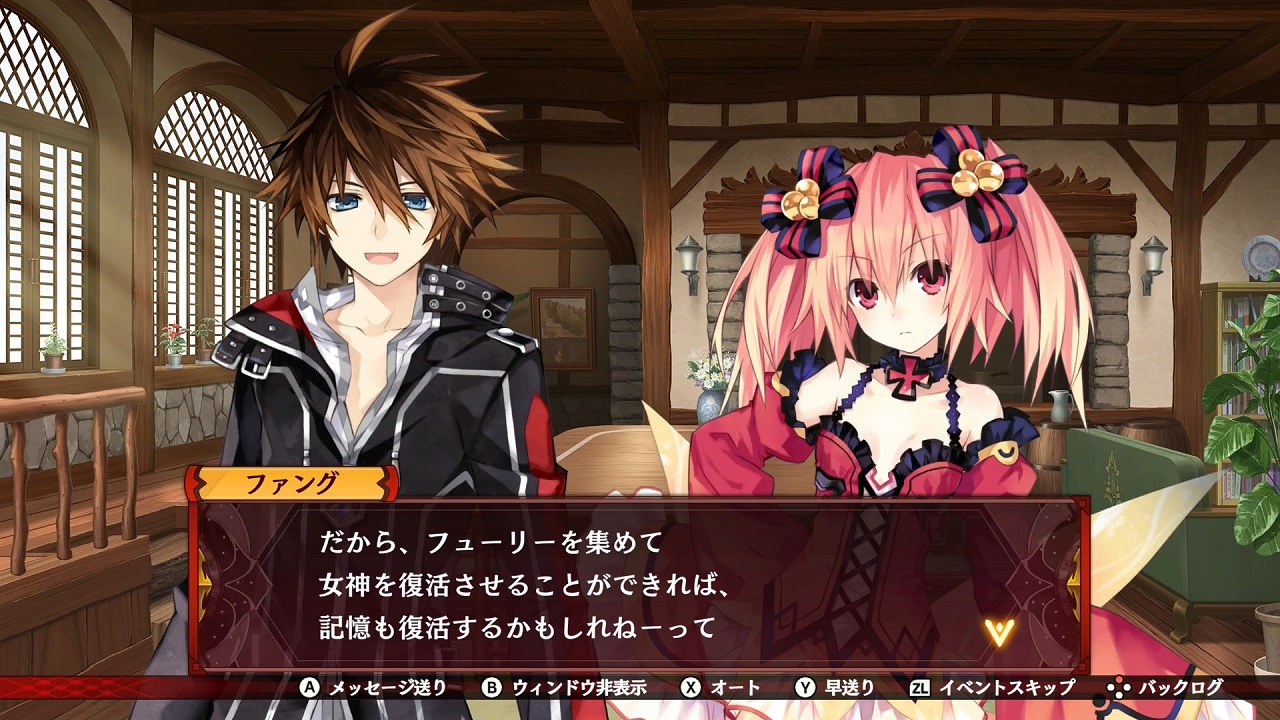 ファング
だから、フューリーを集めて
女神を復活させることができれば、
記憶も復活するかもしれねーって
A メッセージ送り B ウィンドウ非表示 X オート Y 早送り ZL イベントスキップ バックログ